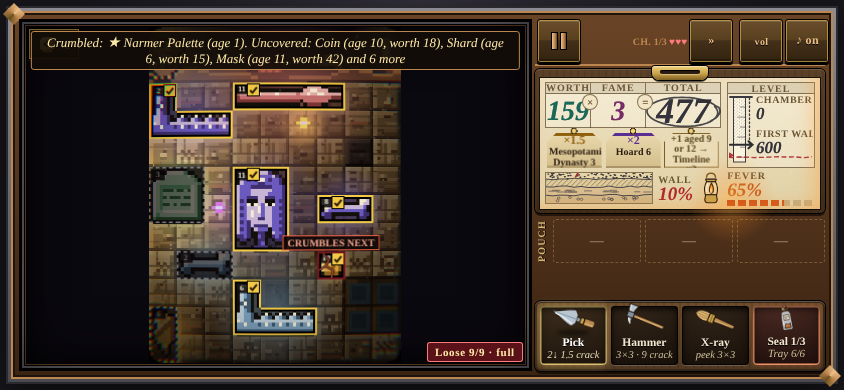 Crumbled: ★ Narmer Palette (age 1). Uncovered: Coin (age 10, worth 18), Shard (age
6, worth 15), Mask (age 11, worth 42) and 6 more
CH. 1/3 ♥♥♥
»
vol
♪ on
WORTH FAME TOTAL
159 × 3 = 477
×1.5
Mesopotami
Dynasty 3
×2
Hoard 6
+1 aged 9
or 12 →
Timeline
LEVEL
CHAMBER
0
FIRST WAL
600
WALL
10%
FEVER
65%
11
11
6
CRUMBLES NEXT
Loose 9/9 · full
POUCH
— — —
Pick
2↓ 1.5 crack
Hammer
3×3 · 9 crack
X-ray
peek 3×3
Seal 1/3
Tray 6/6